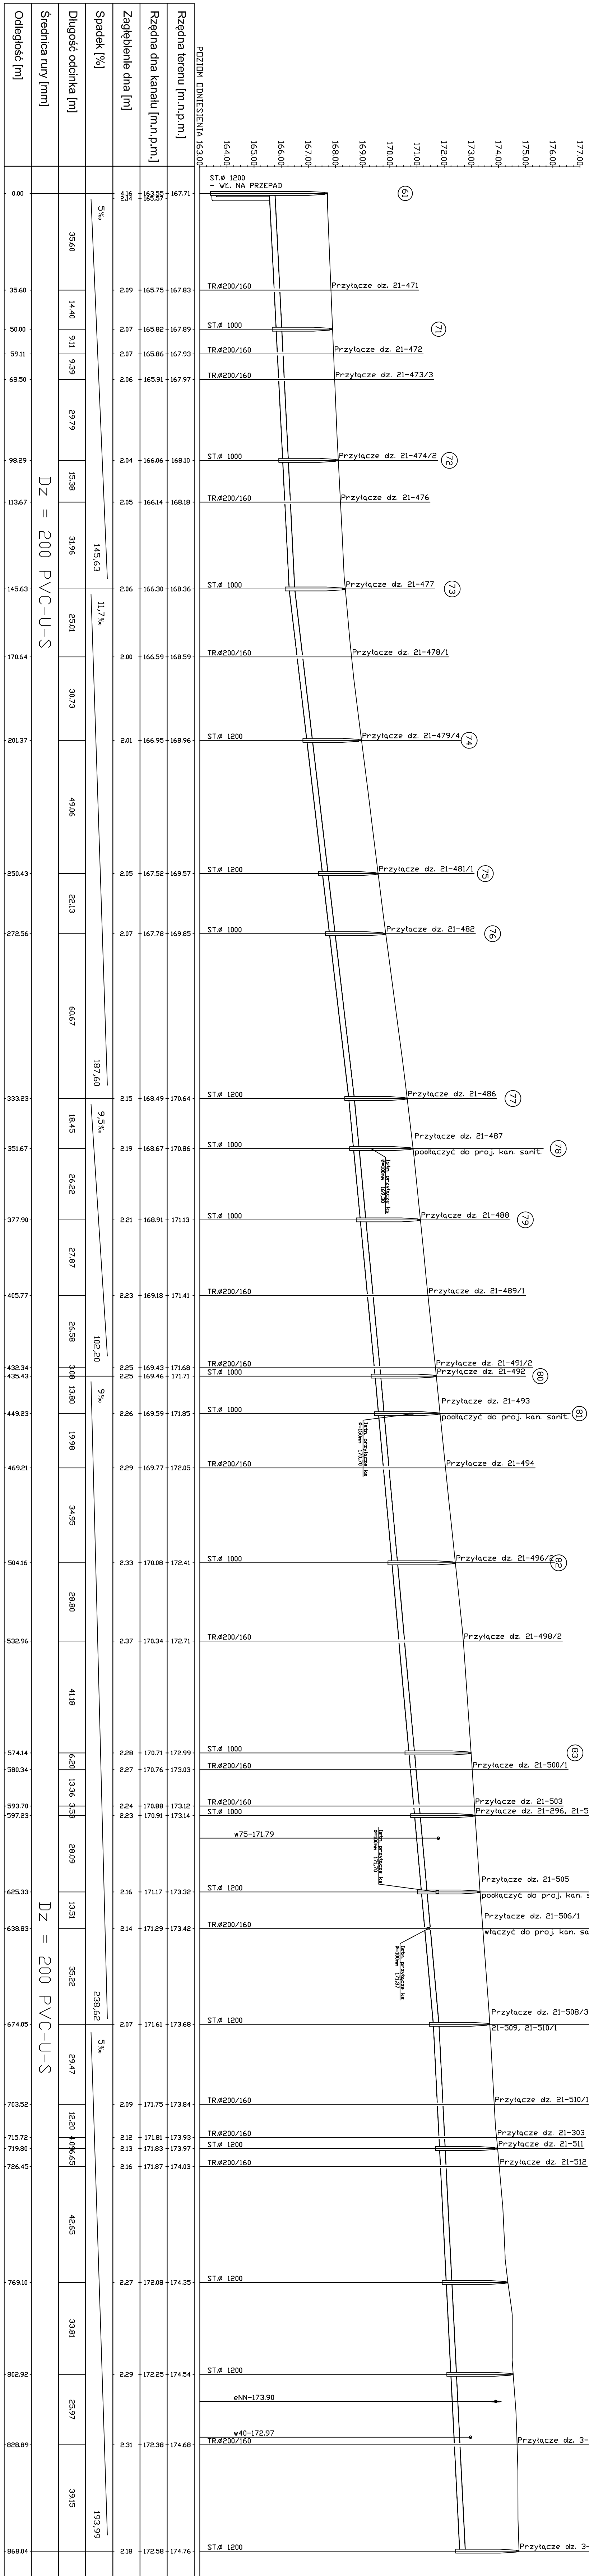 177.00
176.00
175.00
174.00
173.00
172.00
171.00
170.00
169.00
168.00
167.00
166.00
165.00
164.00
163.00
POZIOM ODNIESIENIA
Rzędna terenu [m.n.p.m.]
Rzędna dna kanału [m.n.p.m.]
Zagłębienie dna [m]
Spadek [%]
Długość odcinka [m]
Średnica rury [mm]
Odległość [m]
ST.Ø 1200
- WŁ. NA PRZEPAD
61
0.00 4.16 163.55 167.71
2.14 165.57
5‰
35.60
35.60 2.09 165.75 167.83 TR.Ø200/160 Przyłącze dz. 21-471
14.40
50.00 2.07 165.82 167.89 ST.Ø 1000 71
9.11
59.11 2.07 165.86 167.93 TR.Ø200/160 Przyłącze dz. 21-472
9.39
68.50 2.06 165.91 167.97 TR.Ø200/160 Przyłącze dz. 21-473/3
29.79
98.29 2.04 166.06 168.10 ST.Ø 1000 Przyłącze dz. 21-474/2 72
15.38
113.67 2.05 166.14 168.18 TR.Ø200/160 Przyłącze dz. 21-476
Dz = 200 PVC-U-S
31.96 145,63
145.63 2.06 166.30 168.36 ST.Ø 1000 Przyłącze dz. 21-477 73
11,7‰
25.01
170.64 2.00 166.59 168.59 TR.Ø200/160 Przyłącze dz. 21-478/1
30.73
201.37 2.01 166.95 168.96 ST.Ø 1200 Przyłącze dz. 21-479/4 74
49.06
250.43 2.05 167.52 169.57 ST.Ø 1200 Przyłącze dz. 21-481/1 75
22.13
272.56 2.07 167.78 169.85 ST.Ø 1000 Przyłącze dz. 21-482 76
60.67 187,60
333.23 2.15 168.49 170.64 ST.Ø 1200 Przyłącze dz. 21-486 77
9,5‰
18.45
351.67 2.19 168.67 170.86 ST.Ø 1000 Przyłącze dz. 21-487 78
podłączyć do proj. kan. sanit.
26.22
377.90 2.21 168.91 171.13 ST.Ø 1000 Przyłącze dz. 21-488 79
27.87
405.77 2.23 169.18 171.41 TR.Ø200/160 Przyłącze dz. 21-489/1
26.58 102,20
432.34 2.25 169.43 171.68 TR.Ø200/160 Przyłącze dz. 21-491/2
3.08
435.43 2.25 169.46 171.71 ST.Ø 1000 Przyłącze dz. 21-492 80
9‰
13.80
449.23 2.26 169.59 171.85 ST.Ø 1000 Przyłącze dz. 21-493 81
podłączyć do proj. kan. sanit.
19.98
469.21 2.29 169.77 172.05 TR.Ø200/160 Przyłącze dz. 21-494
34.95
504.16 2.33 170.08 172.41 ST.Ø 1000 Przyłącze dz. 21-496/2 82
28.80
532.96 2.37 170.34 172.71 TR.Ø200/160 Przyłącze dz. 21-498/2
41.18
574.14 2.28 170.71 172.99 ST.Ø 1000 83
6.20
580.34 2.27 170.76 173.03 TR.Ø200/160 Przyłącze dz. 21-500/1
13.36
593.70 2.24 170.88 173.12 TR.Ø200/160 Przyłącze dz. 21-503
3.53
597.23 2.23 170.91 173.14 ST.Ø 1000 Przyłącze dz. 21-296, 21-5
w75-171.79
28.09
625.33 2.16 171.17 173.32 ST.Ø 1200 Przyłącze dz. 21-505
podłączyć do proj. kan. s
13.51
638.83 2.14 171.29 173.42 TR.Ø200/160 Przyłącze dz. 21-506/1
włączyć do proj. kan. sa
Dz = 200 PVC-U-S
35.22 238,62
674.05 2.07 171.61 173.68 ST.Ø 1200 Przyłącze dz. 21-508/3
21-509, 21-510/1
5‰
29.47
703.52 2.09 171.75 173.84 TR.Ø200/160 Przyłącze dz. 21-510/1
12.20
715.72 2.12 171.81 173.93 TR.Ø200/160 Przyłącze dz. 21-303
4.09
719.80 2.13 171.83 173.97 ST.Ø 1200 Przyłącze dz. 21-511
6.65
726.45 2.16 171.87 174.03 TR.Ø200/160 Przyłącze dz. 21-512
42.65
769.10 2.27 172.08 174.35 ST.Ø 1200
33.81
802.92 2.29 172.25 174.54 ST.Ø 1200
eNN-173.90
25.97
w40-172.97
828.89 2.31 172.38 174.68 TR.Ø200/160 Przyłącze dz. 3-
39.15 193,99
868.04 2.18 172.58 174.76 ST.Ø 1200 Przyłącze dz. 3-